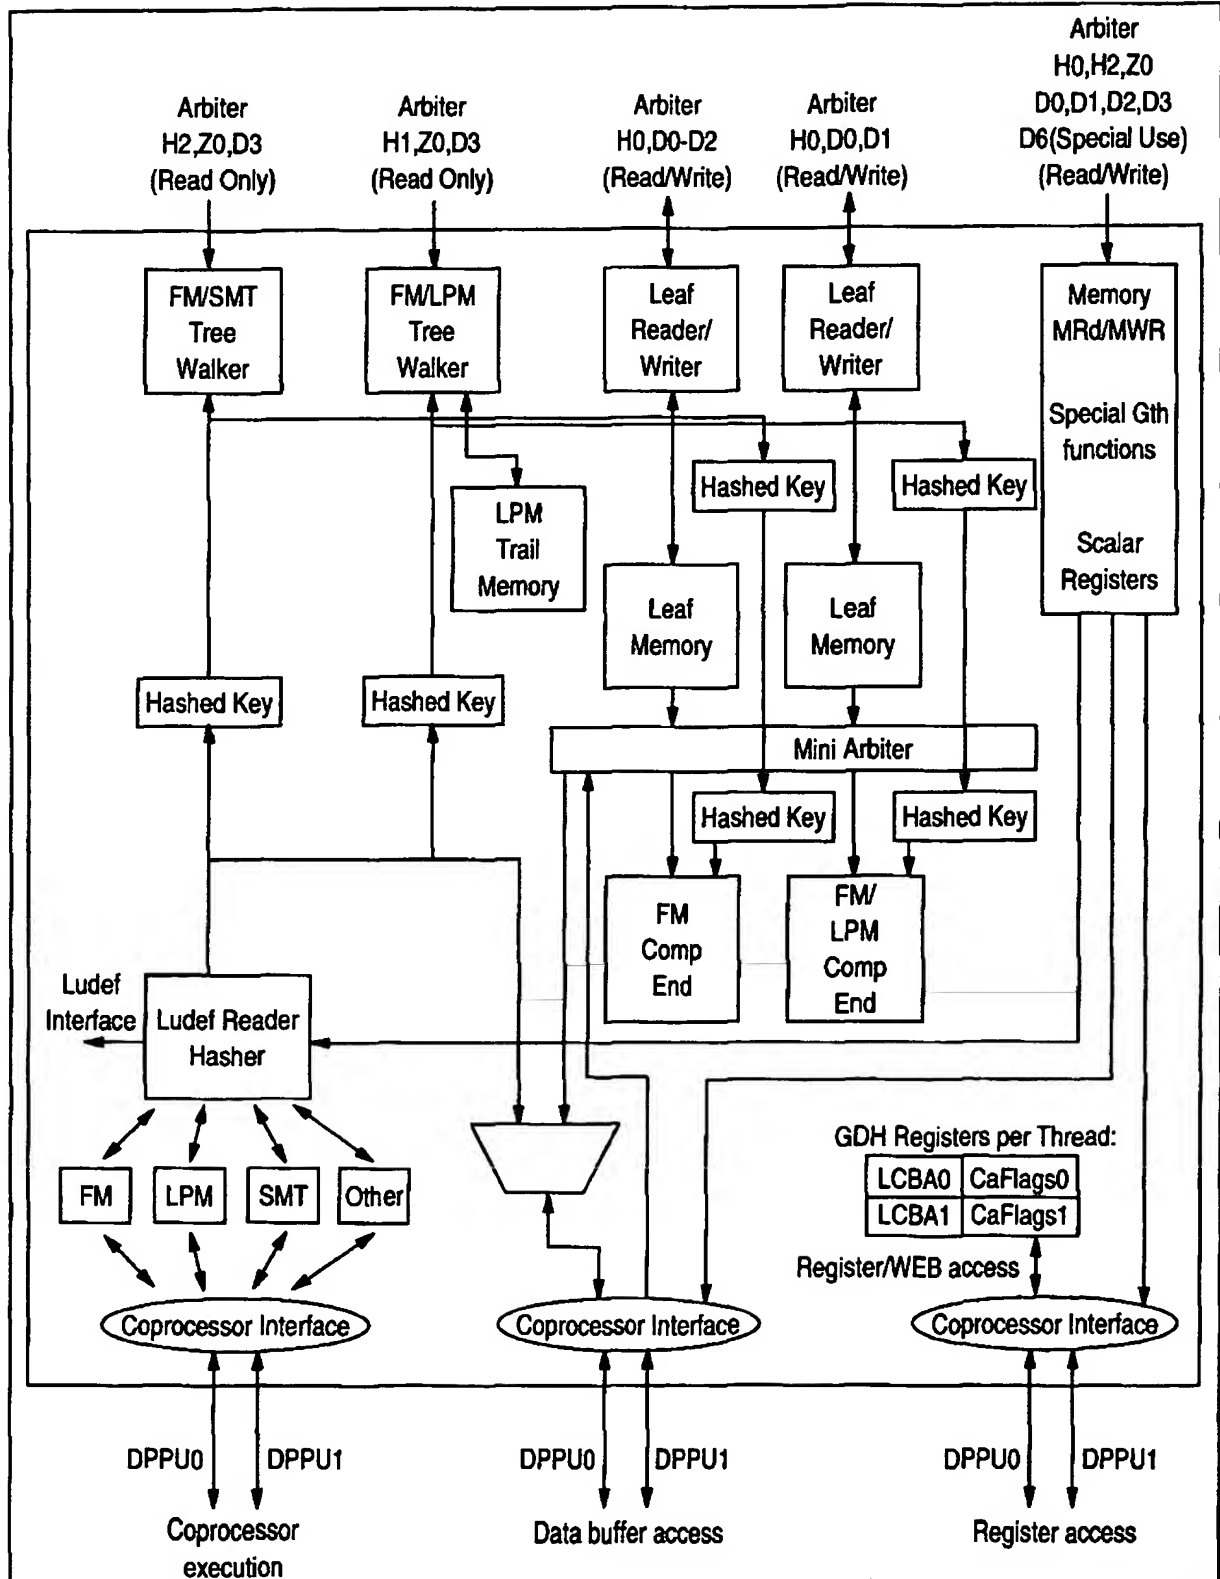 Arbiter
H0,H2,Z0
D0,D1,D2,D3
D6(Special Use)
(Read/Write)
Arbiter
H2,Z0,D3
(Read Only)
Arbiter
H1,Z0,D3
(Read Only)
Arbiter
H0,D0-D2
(Read/Write)
Arbiter
H0,D0,D1
(Read/Write)
FM/SMT
Tree
Walker
FM/LPM
Tree
Walker
Leaf
Reader/
Writer
Leaf
Reader/
Writer
Memory
MRd/MWR
Special Gth
functions
Scalar
Registers
Hashed Key
Hashed Key
LPM
Trail
Memory
Leaf
Memory
Leaf
Memory
Hashed Key
Hashed Key
Mini Arbiter
Hashed Key
Hashed Key
FM
Comp
End
FM/
LPM
Comp
End
Ludef
Interface
Ludef Reader
Hasher
FM
LPM
SMT
Other
GDH Registers per Thread:
LCBA0 CaFlags0
LCBA1 CaFlags1
Register/WEB access
Coprocessor Interface
Coprocessor Interface
Coprocessor Interface
DPPU0 DPPU1
DPPU0 DPPU1
DPPU0 DPPU1
Coprocessor
execution
Data buffer access
Register access